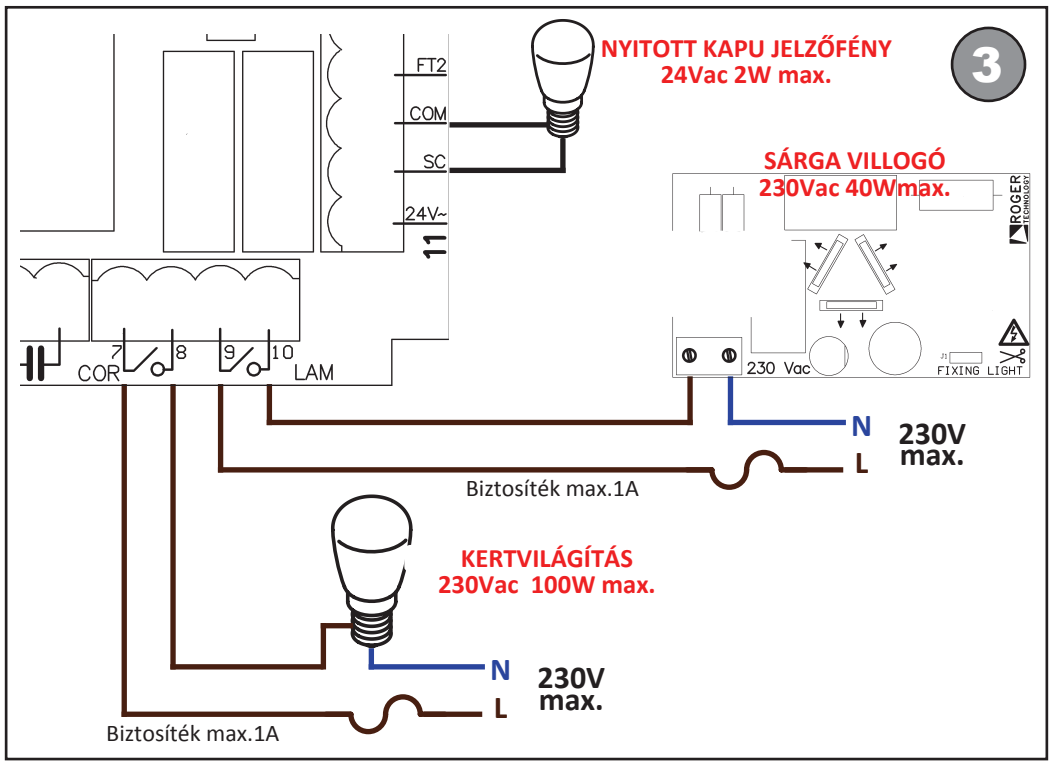 NYITOTT KAPU JELZŐFÉNY
24Vac 2W max.
3
FT2
COM
SC
24V~
11
SÁRGA VILLOGÓ
230Vac 40Wmax.
ROGER
TECHNOLOGY
7 8 9 10
COR
LAM
230 Vac
J1
FIXING LIGHT
N
L
230V
max.
Biztosíték max.1A
KERTVILÁGÍTÁS
230Vac 100W max.
N
L
230V
max.
Biztosíték max.1A